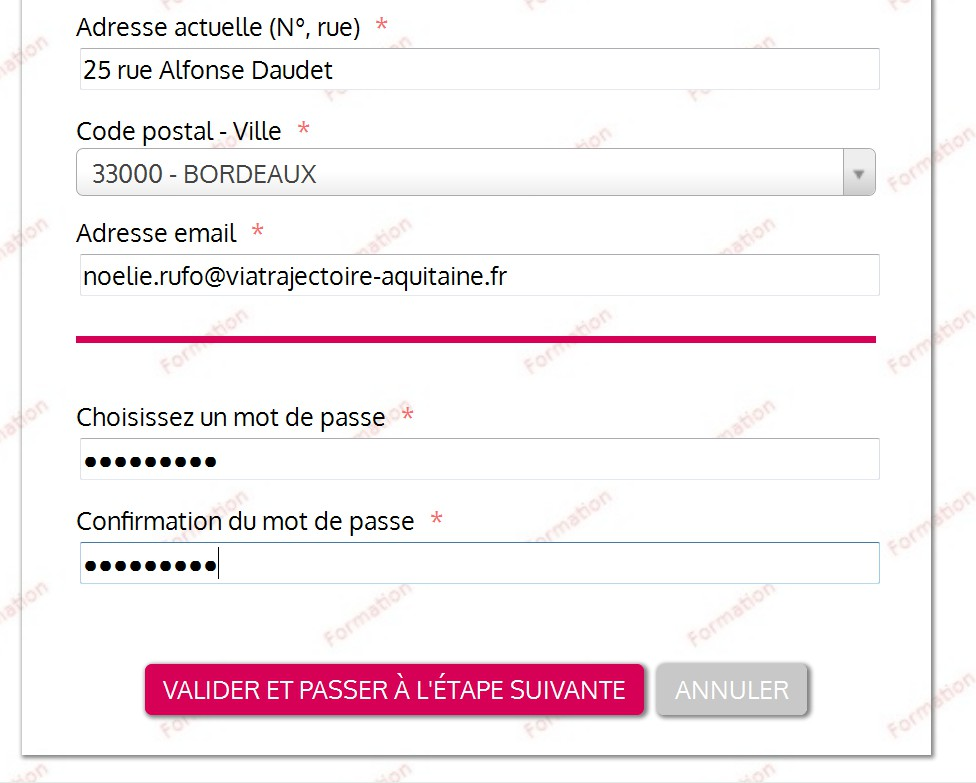 Adresse actuelle (N°, rue) *
25 rue Alfonse Daudet
Code postal - Ville *
33000 - BORDEAUX
Adresse email *
noelie.rufo@viatrajectoire-aquitaine.fr
Choisissez un mot de passe *
●●●●●●●●●
Confirmation du mot de passe *
●●●●●●●●●
VALIDER ET PASSER À L'ÉTAPE SUIVANTE ANNULER
Formation